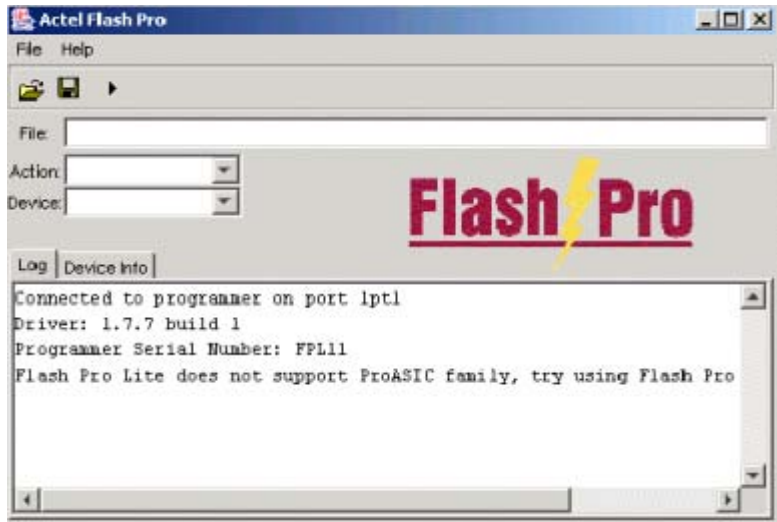 Actel Flash Pro
File Help
File:
Action:
Device:
Flash Pro
Log Device Info
Connected to programmer on port lpt1
Driver: 1.7.7 build 1
Programmer Serial Number: FPL11
Flash Pro Lite does not support ProASIC family, try using Flash Pro